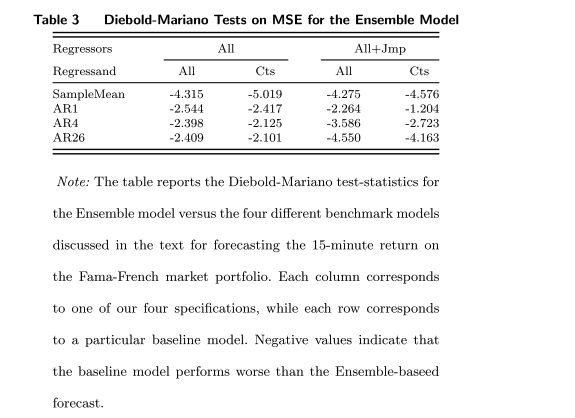 Table 3 Diebold-Mariano Tests on MSE for the Ensemble Model
Regressors All All+Jmp
Regressand All Cts All Cts
SampleMean -4.315 -5.019 -4.275 -4.576
AR1 -2.544 -2.417 -2.264 -1.204
AR4 -2.398 -2.125 -3.586 -2.723
AR26 -2.409 -2.101 -4.550 -4.163
Note: The table reports the Diebold-Mariano test-statistics for
the Ensemble model versus the four different benchmark models
discussed in the text for forecasting the 15-minute return on
the Fama-French market portfolio. Each column corresponds
to one of our four specifications, while each row corresponds
to a particular baseline model. Negative values indicate that
the baseline model performs worse than the Ensemble-baseed
forecast.